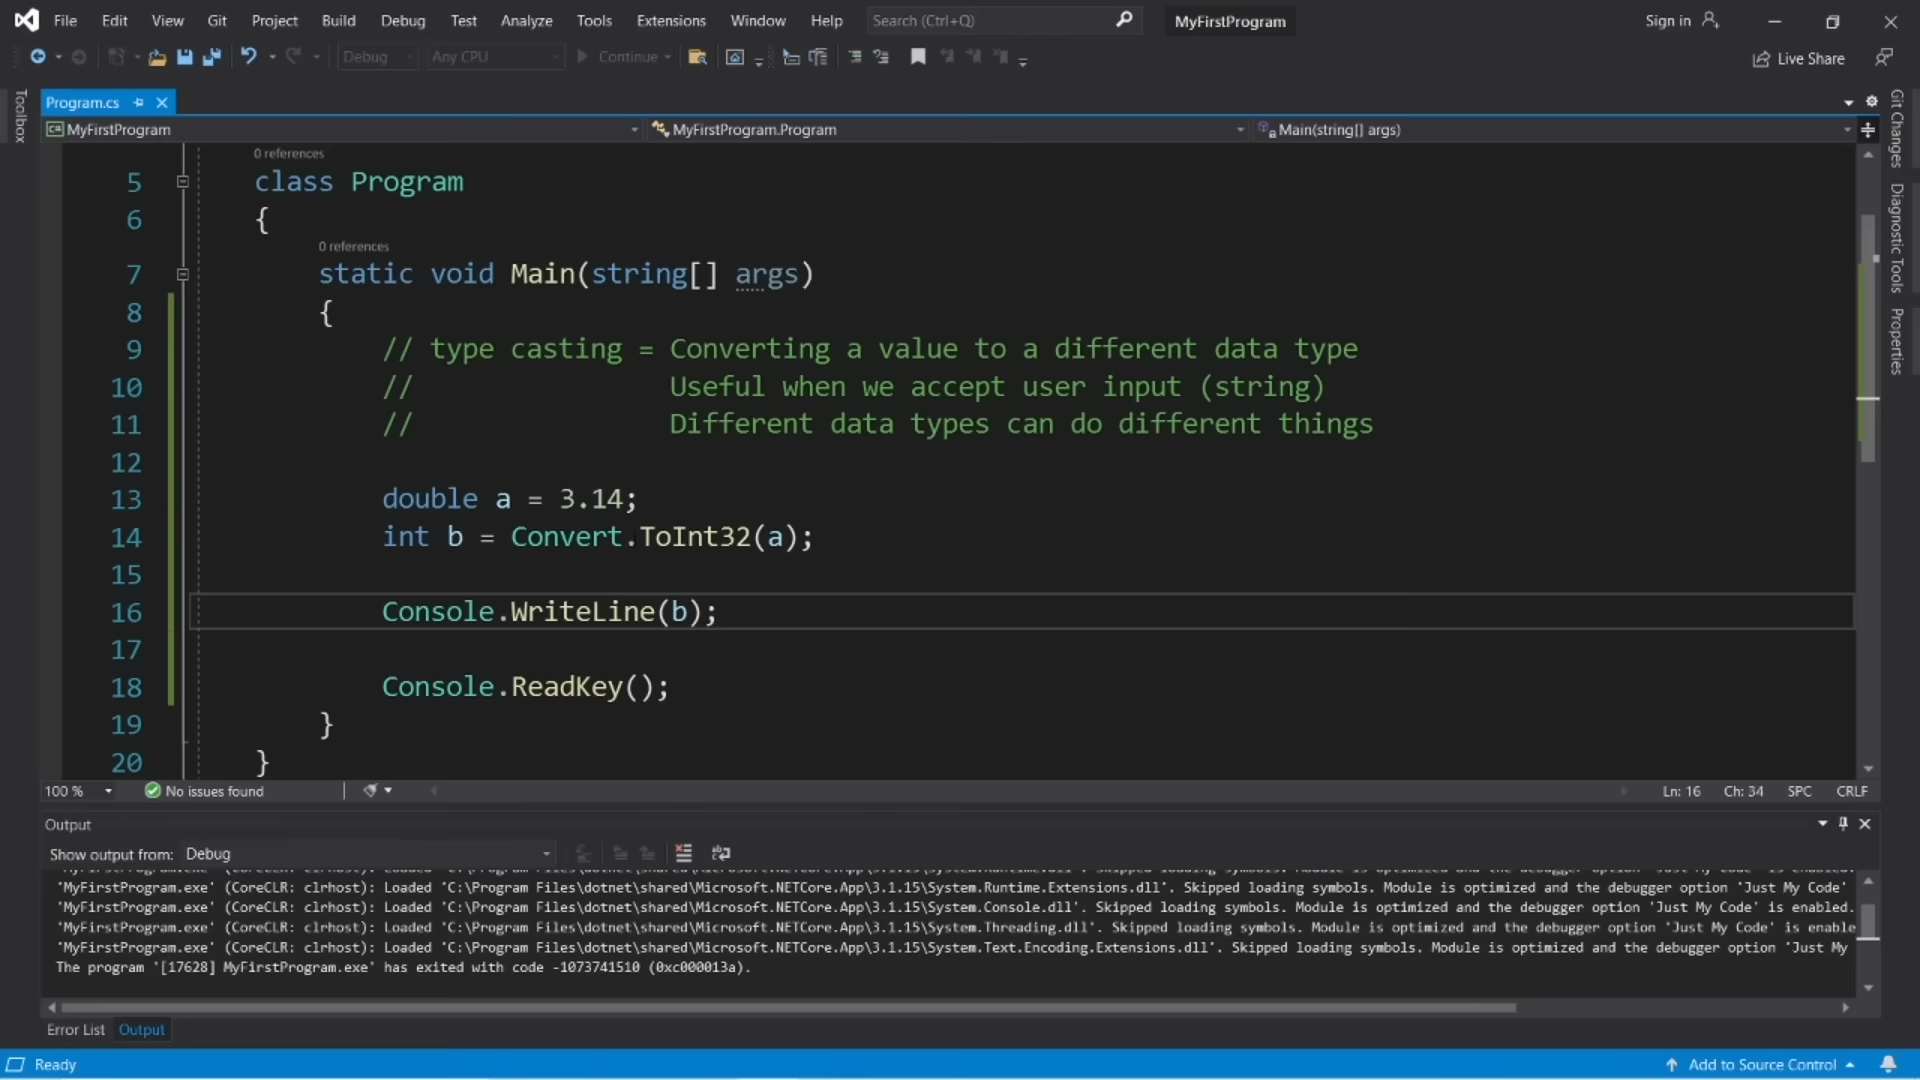 File Edit View Git Project Build Debug Test Analyze Tools Extensions Window Help Search (Ctrl+Q) MyFirstProgram Sign in
Debug Any CPU Continue Live Share
Toolbox
Program.cs
MyFirstProgram MyFirstProgram.Program Main(string[] args)
0 references
5 class Program
6 {
0 references
7 static void Main(string[] args)
8 {
9 // type casting = Converting a value to a different data type
10 // Useful when we accept user input (string)
11 // Different data types can do different things
12
13 double a = 3.14;
14 int b = Convert.ToInt32(a);
15
16 Console.WriteLine(b);
17
18 Console.ReadKey();
19 }
20 }
Git Changes
Diagnostic Tools
Properties
100 % No issues found Ln: 16 Ch: 34 SPC CRLF
Output
Show output from: Debug
'MyFirstProgram.exe' (CoreCLR: clrhost): Loaded 'C:\Program Files\dotnet\shared\Microsoft.NETCore.App\3.1.15\System.Runtime.Extensions.dll'. Skipped loading symbols. Module is optimized and the debugger option 'Just My Code'
'MyFirstProgram.exe' (CoreCLR: clrhost): Loaded 'C:\Program Files\dotnet\shared\Microsoft.NETCore.App\3.1.15\System.Console.dll'. Skipped loading symbols. Module is optimized and the debugger option 'Just My Code' is enabled.
'MyFirstProgram.exe' (CoreCLR: clrhost): Loaded 'C:\Program Files\dotnet\shared\Microsoft.NETCore.App\3.1.15\System.Threading.dll'. Skipped loading symbols. Module is optimized and the debugger option 'Just My Code' is enable
'MyFirstProgram.exe' (CoreCLR: clrhost): Loaded 'C:\Program Files\dotnet\shared\Microsoft.NETCore.App\3.1.15\System.Text.Encoding.Extensions.dll'. Skipped loading symbols. Module is optimized and the debugger option 'Just My
The program '[17628] MyFirstProgram.exe' has exited with code -1073741510 (0xc000013a).
Error List Output
Ready Add to Source Control